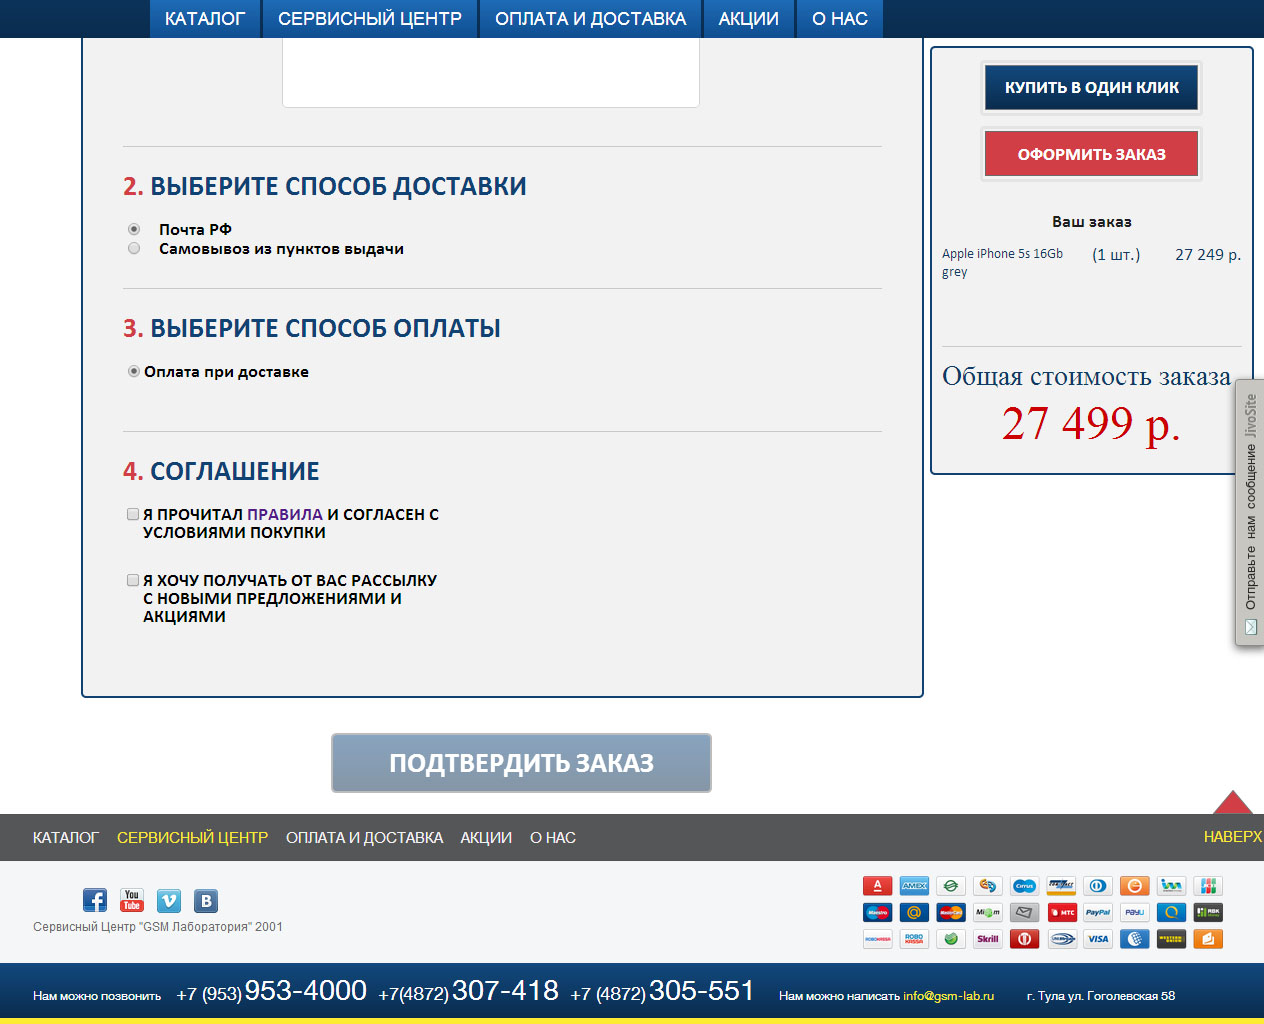 КАТАЛОГ СЕРВИСНЫЙ ЦЕНТР ОПЛАТА И ДОСТАВКА АКЦИИ О НАС
КУПИТЬ В ОДИН КЛИК
ОФОРМИТЬ ЗАКАЗ
Ваш заказ
Apple iPhone 5s 16Gb grey (1 шт.) 27 249 р.
Общая стоимость заказа
27 499 р.
2. ВЫБЕРИТЕ СПОСОБ ДОСТАВКИ
Почта РФ
Самовывоз из пунктов выдачи
3. ВЫБЕРИТЕ СПОСОБ ОПЛАТЫ
Оплата при доставке
4. СОГЛАШЕНИЕ
Я ПРОЧИТАЛ ПРАВИЛА И СОГЛАСЕН С
УСЛОВИЯМИ ПОКУПКИ
Я ХОЧУ ПОЛУЧАТЬ ОТ ВАС РАССЫЛКУ
С НОВЫМИ ПРЕДЛОЖЕНИЯМИ И
АКЦИЯМИ
Отправьте нам сообщение JivoSite
ПОДТВЕРДИТЬ ЗАКАЗ
КАТАЛОГ СЕРВИСНЫЙ ЦЕНТР ОПЛАТА И ДОСТАВКА АКЦИИ О НАС НАВЕРХ
You Tube
Сервисный Центр "GSM Лаборатория" 2001
AMEX Cirrus
Maestro MasterCard МТС PayPal PAYU RBK
ROBOKASSA ROBO KASSA Skrill VISA WESTERN UNION
Нам можно позвонить +7 (953) 953-4000 +7(4872) 307-418 +7 (4872) 305-551 Нам можно написать info@gsm-lab.ru г. Тула ул. Гоголевская 58